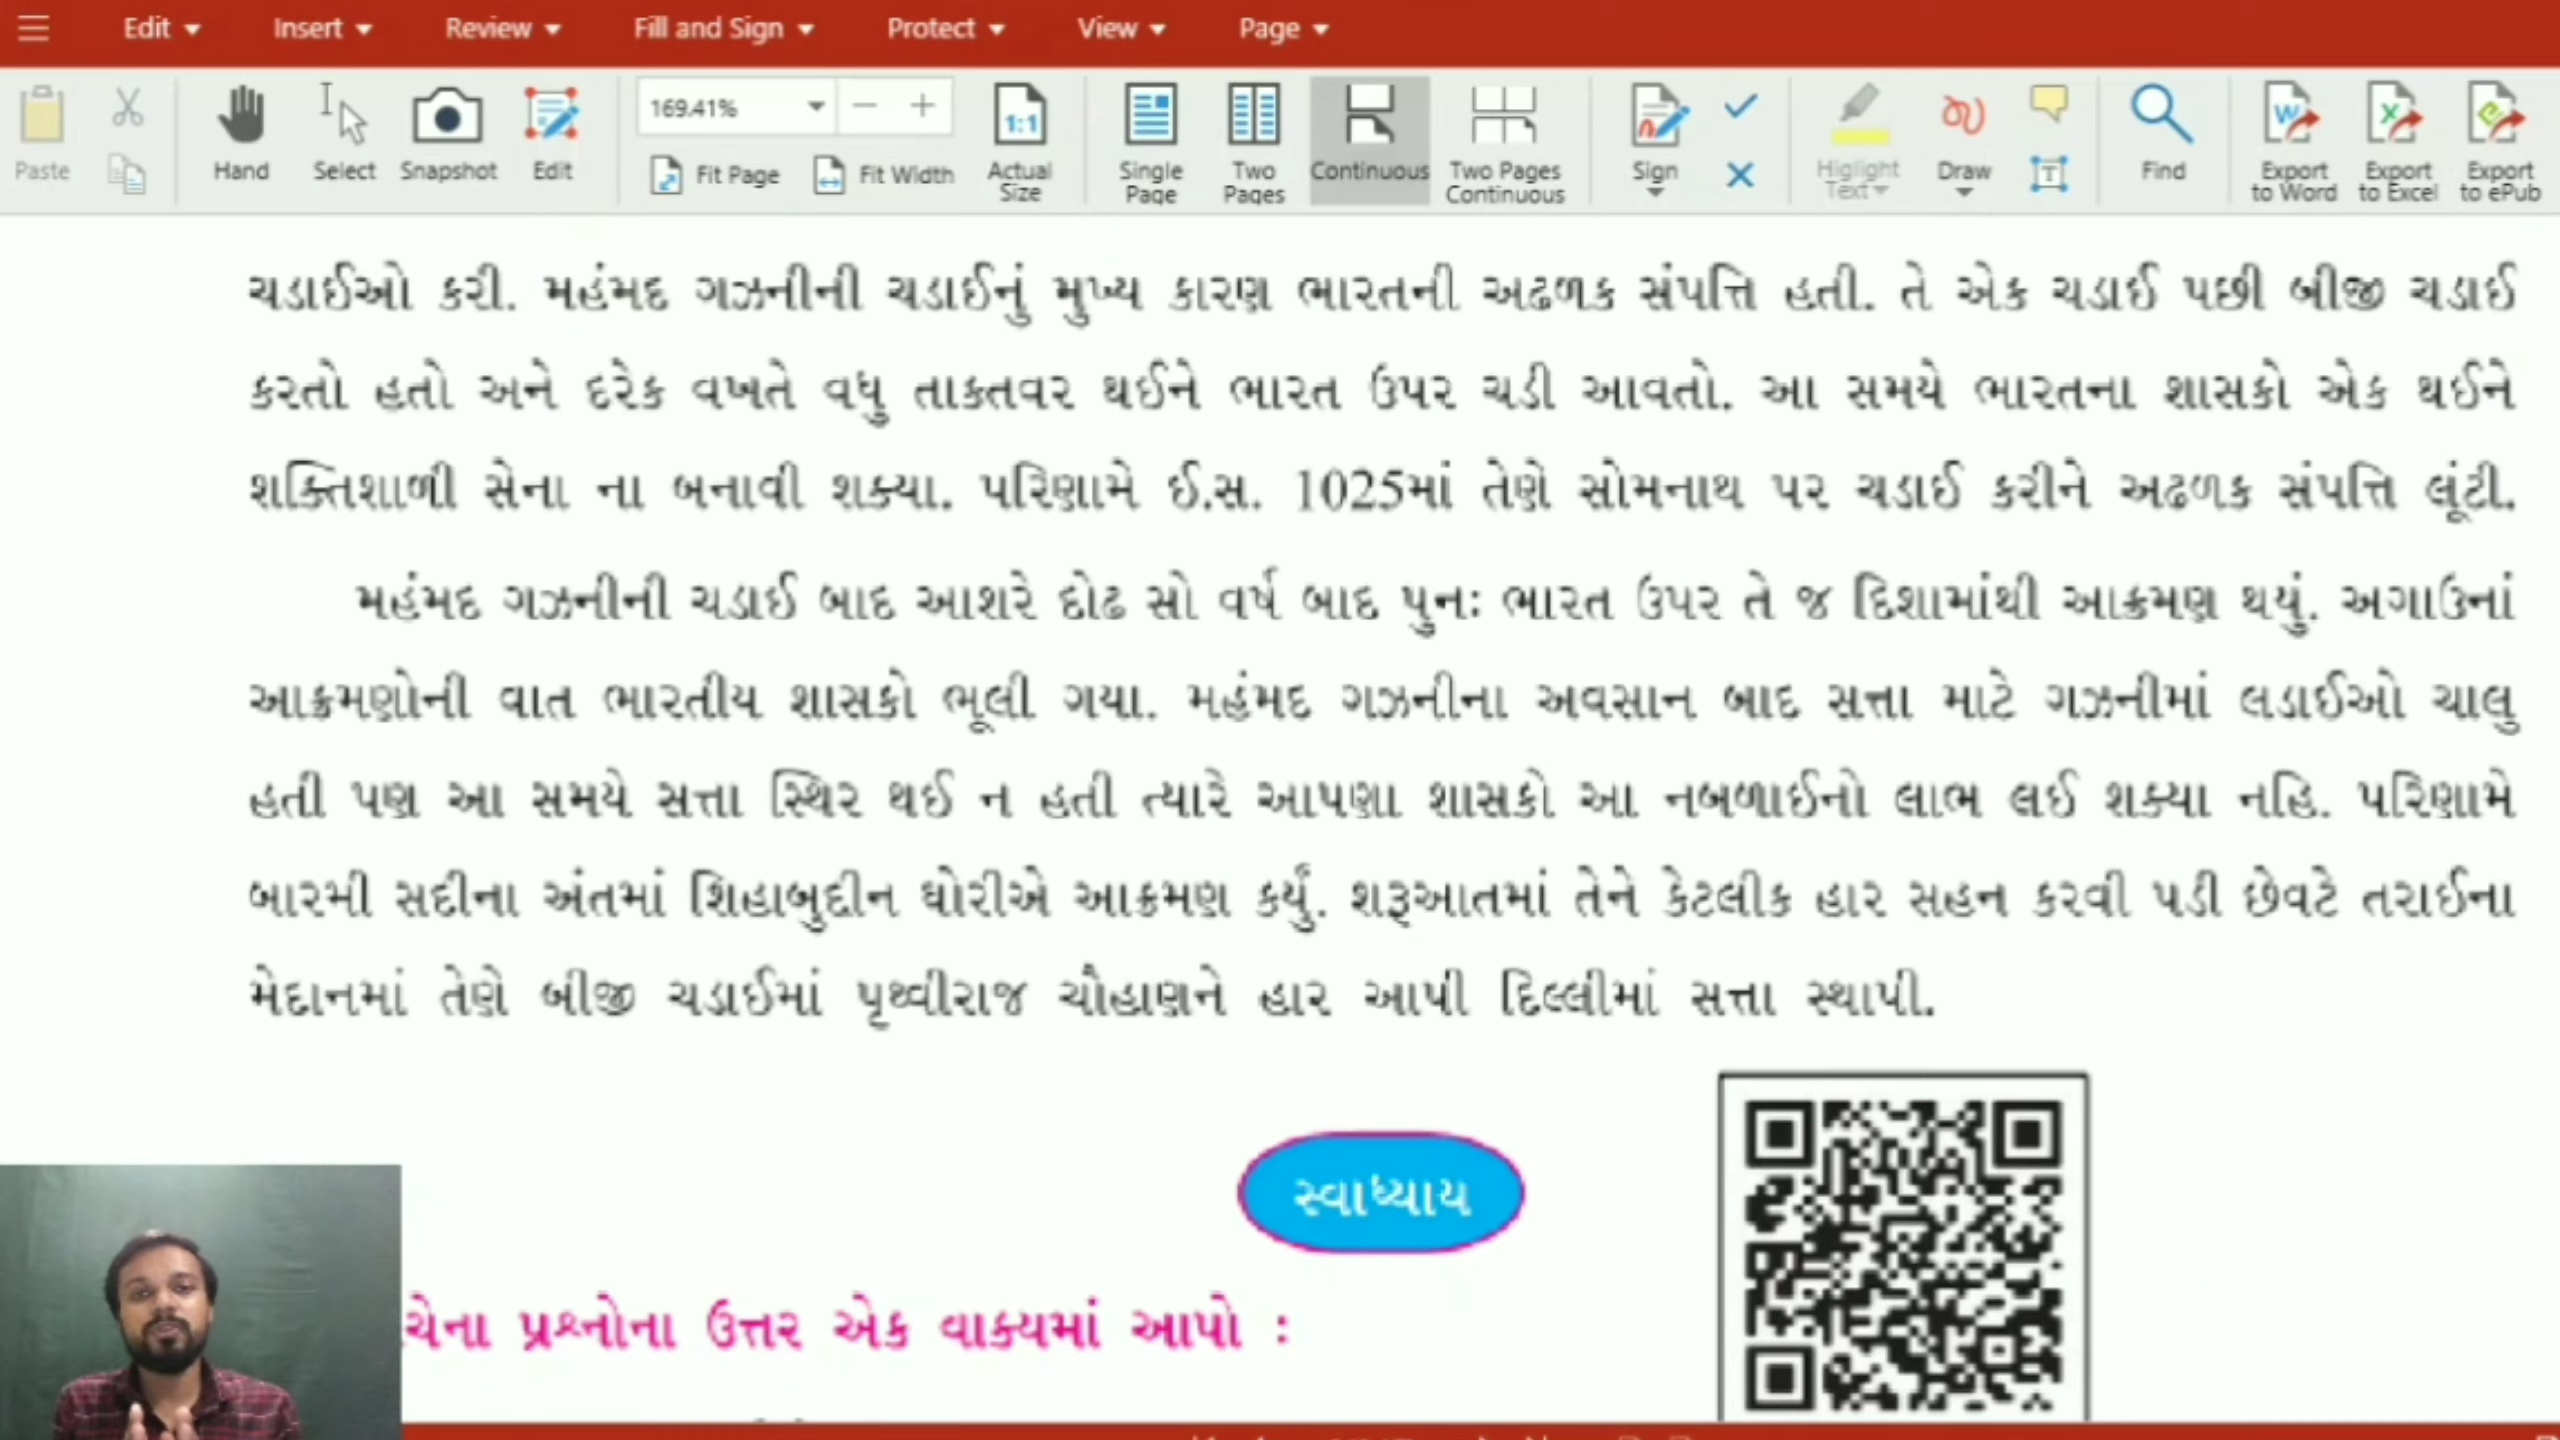 Edit Insert Review Fill and Sign Protect View Page
Paste Hand Select Snapshot Edit 169.41% Fit Page Fit Width 1:1 Actual Size Single Page Two Pages Continuous Two Pages Continuous Sign Higlight Text Draw Find Export to Word Export to Excel Export to ePub
ચડાઈઓ કરી. મહંમદ ગઝનીની ચડાઈનું મુખ્ય કારણ ભારતની અઢળક સંપત્તિ હતી. તે એક ચડાઈ પછી બીજી ચડાઈ
કરતો હતો અને દરેક વખતે વધુ તાકતવર થઈને ભારત ઉપર ચડી આવતો. આ સમયે ભારતના શાસકો એક થઈને
શક્તિશાળી સેના ના બનાવી શક્યા. પરિણામે ઈ.સ. 1025માં તેણે સોમનાથ પર ચડાઈ કરીને અઢળક સંપત્તિ લૂંટી.
મહંમદ ગઝનીની ચડાઈ બાદ આશરે દોઢ સો વર્ષ બાદ પુનઃ ભારત ઉપર તે જ દિશામાંથી આક્રમણ થયું. અગાઉનાં
આક્રમણોની વાત ભારતીય શાસકો ભૂલી ગયા. મહંમદ ગઝનીના અવસાન બાદ સત્તા માટે ગઝનીમાં લડાઈઓ ચાલુ
હતી પણ આ સમયે સત્તા સ્થિર થઈ ન હતી ત્યારે આપણા શાસકો આ નબળાઈનો લાભ લઈ શક્યા નહિ. પરિણામે
બારમી સદીના અંતમાં શિહાબુદ્દીન ઘોરીએ આક્રમણ કર્યું. શરૂઆતમાં તેને કેટલીક હાર સહન કરવી પડી છેવટે તરાઈના
મેદાનમાં તેણે બીજી ચડાઈમાં પૃથ્વીરાજ ચૌહાણને હાર આપી દિલ્લીમાં સત્તા સ્થાપી.
સ્વાધ્યાય
ચેના પ્રશ્નોના ઉત્તર એક વાક્યમાં આપો :